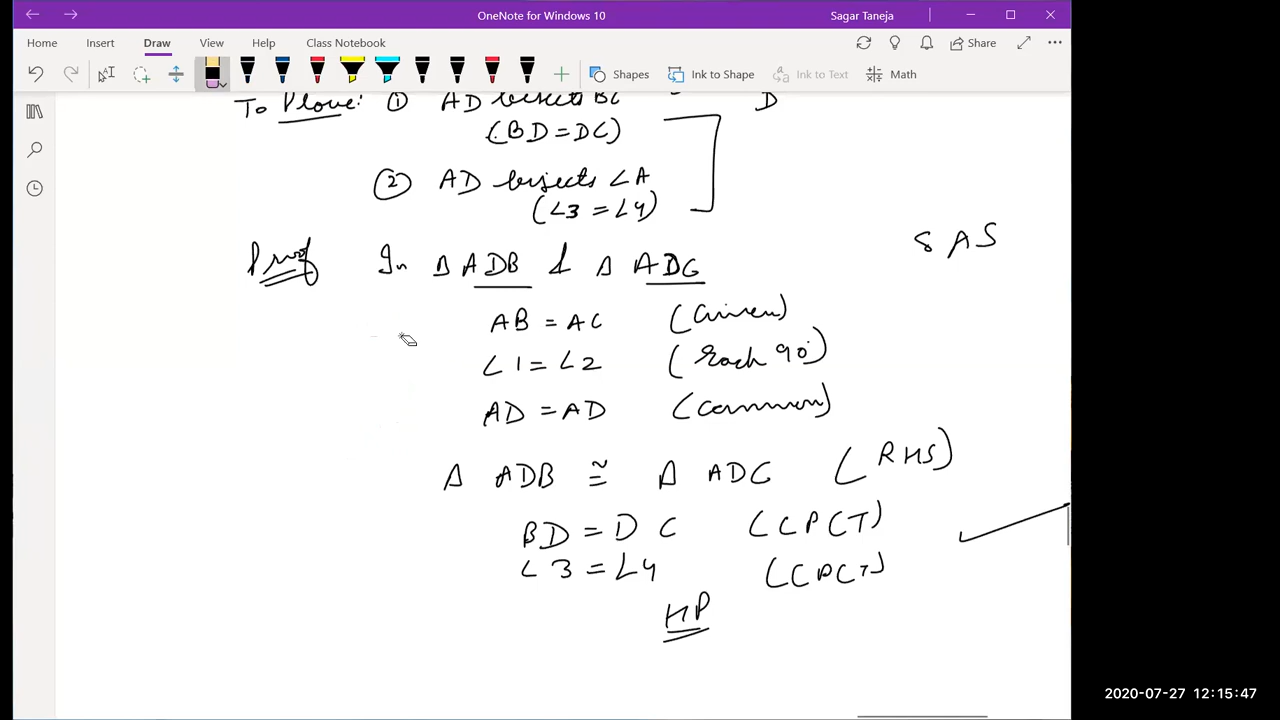 OneNote for Windows 10
Sagar Taneja
Home Insert Draw View Help Class Notebook
Share
Shapes Ink to Shape Ink to Text Math
To Prove: ① AD bisects BC D
(BD = DC)
② AD bisects ∠A
(∠3 = ∠4)
SAS
Proof In Δ ADB & Δ ADC
AB = AC (Given)
∠1 = ∠2 (Each 90°)
AD = AD (common)
Δ ADB ≅ Δ ADC (RHS)
BD = DC (CPCT)
∠3 = ∠4 (CPCT)
HP
2020-07-27 12:15:47